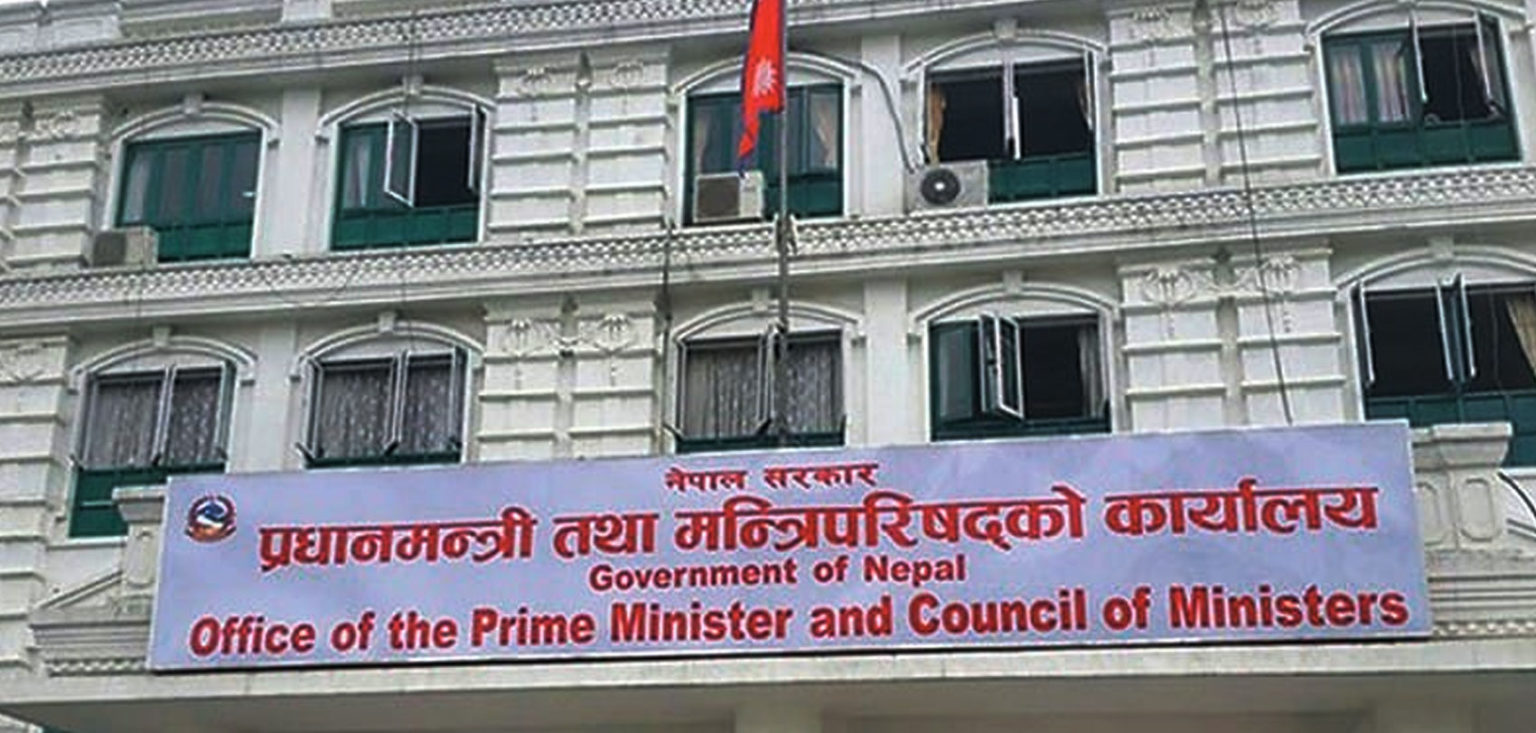 नेपाल सरकार
प्रधानमन्त्री तथा मन्त्रिपरिषद्को कार्यालय
Government of Nepal
Office of the Prime Minister and Council of Ministers